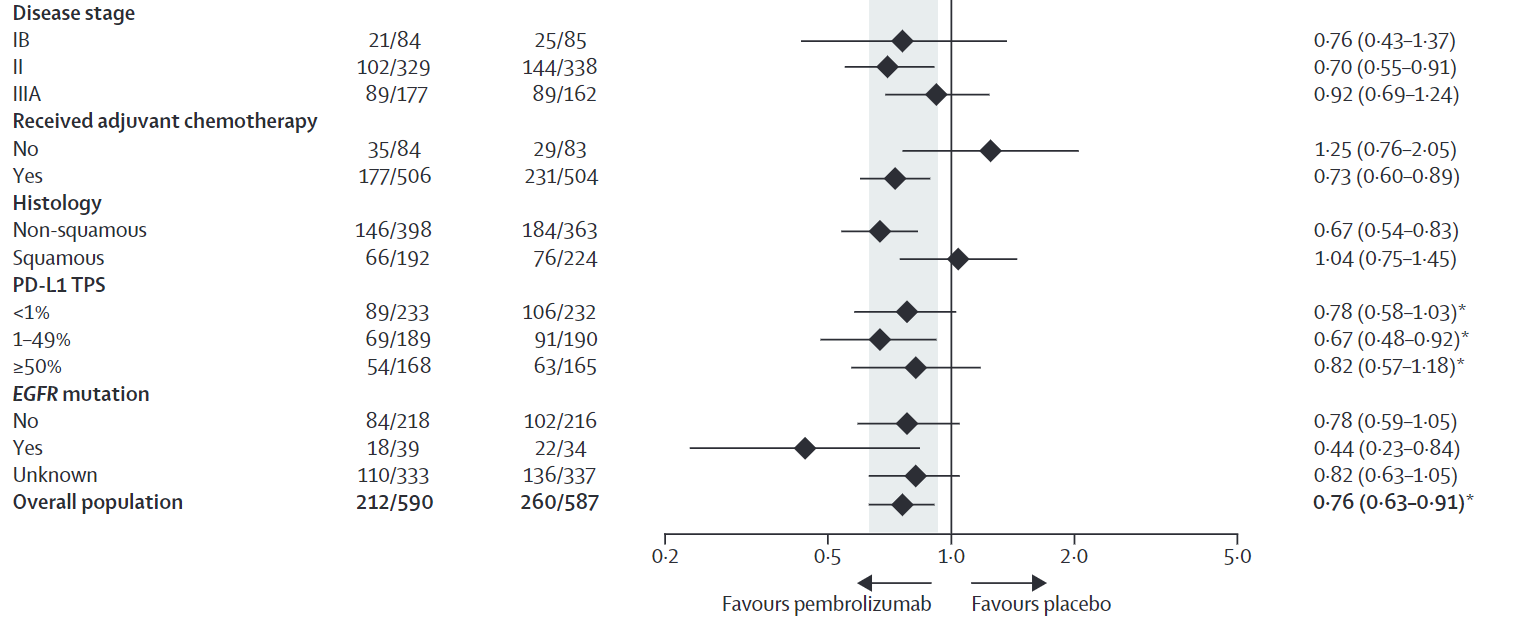 Disease stage
IB 21/84 25/85 0·76 (0·43–1·37)
II 102/329 144/338 0·70 (0·55–0·91)
IIIA 89/177 89/162 0·92 (0·69–1·24)
Received adjuvant chemotherapy
No 35/84 29/83 1·25 (0·76–2·05)
Yes 177/506 231/504 0·73 (0·60–0·89)
Histology
Non-squamous 146/398 184/363 0·67 (0·54–0·83)
Squamous 66/192 76/224 1·04 (0·75–1·45)
PD-L1 TPS
<1% 89/233 106/232 0·78 (0·58–1·03)*
1–49% 69/189 91/190 0·67 (0·48–0·92)*
≥50% 54/168 63/165 0·82 (0·57–1·18)*
EGFR mutation
No 84/218 102/216 0·78 (0·59–1·05)
Yes 18/39 22/34 0·44 (0·23–0·84)
Unknown 110/333 136/337 0·82 (0·63–1·05)
Overall population 212/590 260/587 0·76 (0·63–0·91)*
0·2 0·5 1·0 2·0 5·0
Favours pembrolizumab Favours placebo